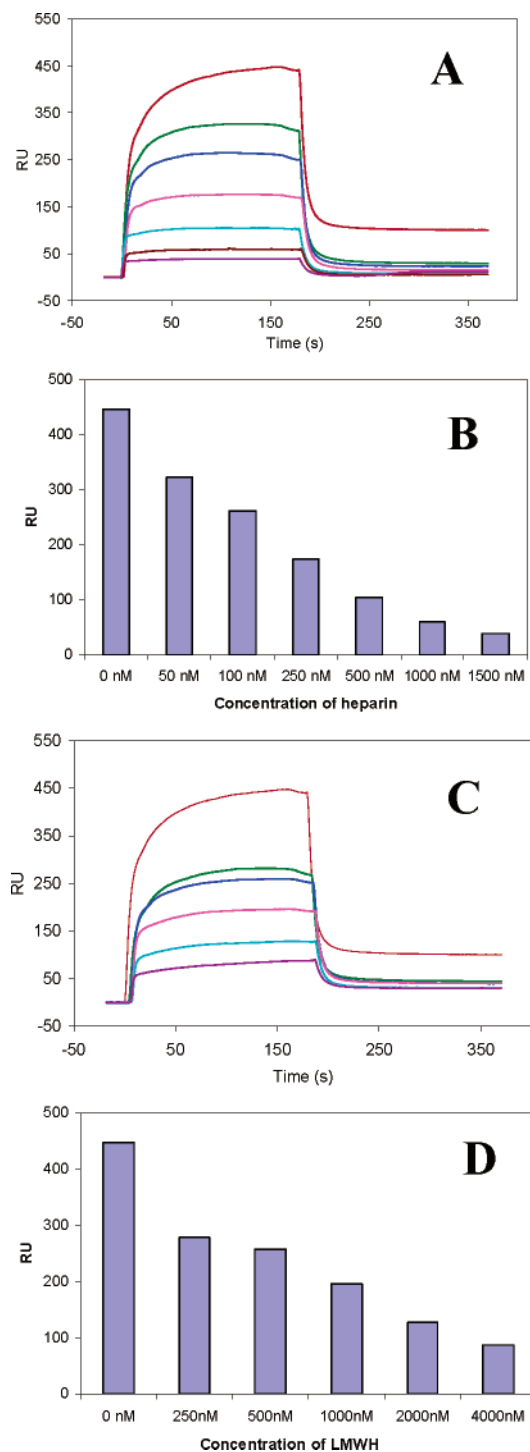 A
550
450
350
250
150
50
-50
RU
-50 50 150 250 350
Time (s)
B
500
400
300
200
100
0
RU
0 nM 50 nM 100 nM 250 nM 500 nM 1000 nM 1500 nM
Concentration of heparin
C
550
450
350
250
150
50
-50
RU
-50 50 150 250 350
Time (s)
D
500
400
300
200
100
0
RU
0 nM 250nM 500nM 1000nM 2000nM 4000nM
Concentration of LMWH